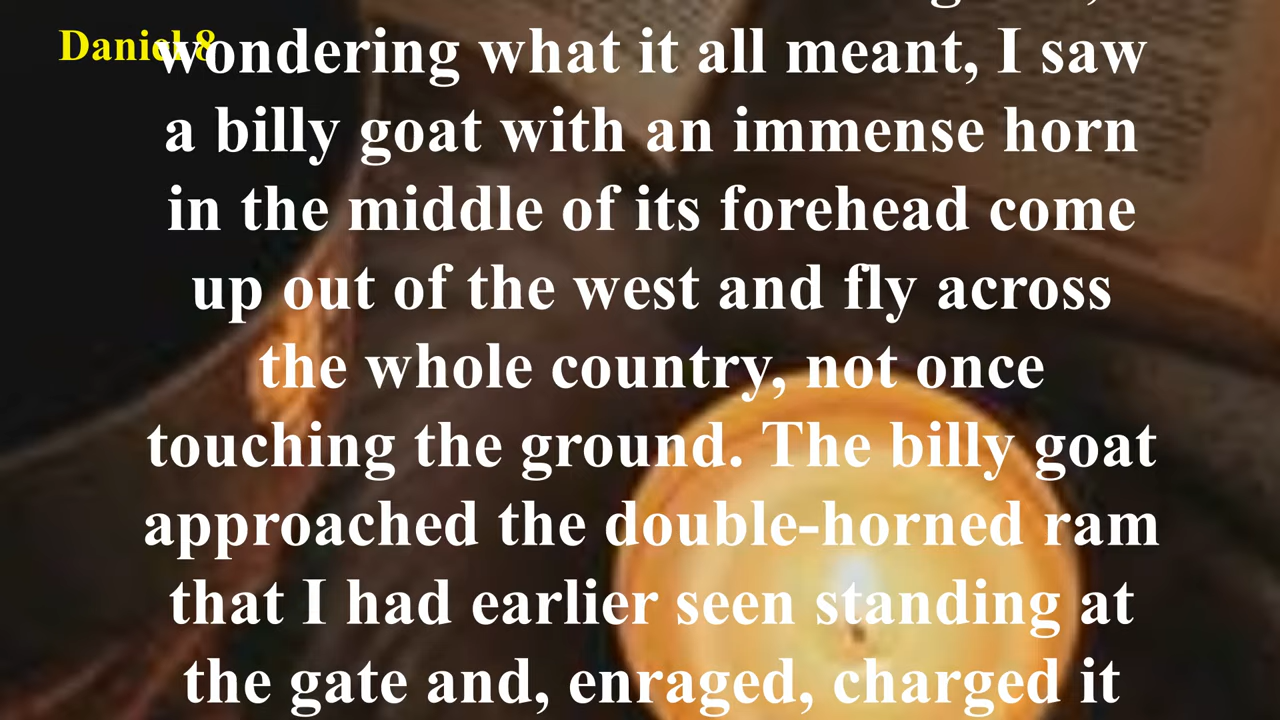 Daniel 8
wondering what it all meant, I saw
a billy goat with an immense horn
in the middle of its forehead come
up out of the west and fly across
the whole country, not once
touching the ground. The billy goat
approached the double-horned ram
that I had earlier seen standing at
the gate and, enraged, charged it